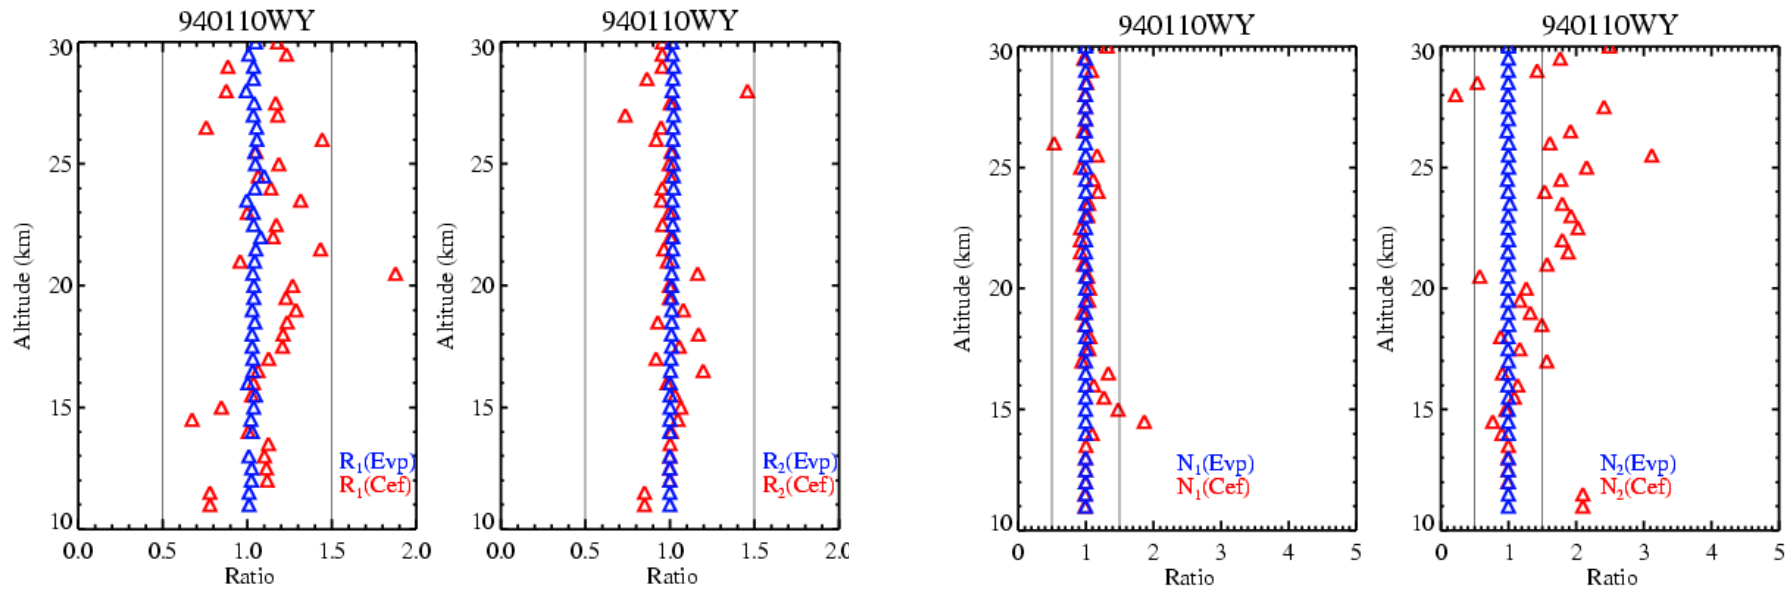 940110WY
30
25
20
15
10
Altitude (km)
R1(Evp)
R1(Cef)
0.0 0.5 1.0 1.5 2.0
Ratio
940110WY
30
25
20
15
10
Altitude (km)
R2(Evp)
R2(Cef)
0.0 0.5 1.0 1.5 2.0
Ratio
940110WY
30
25
20
15
10
Altitude (km)
N1(Evp)
N1(Cef)
0 1 2 3 4 5
Ratio
940110WY
30
25
20
15
10
Altitude (km)
N2(Evp)
N2(Cef)
0 1 2 3 4 5
Ratio